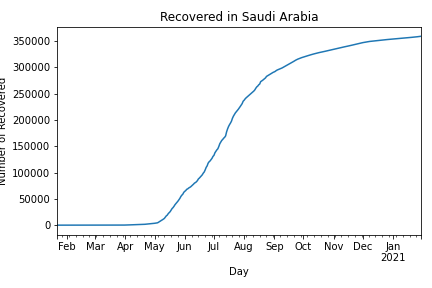 Recovered in Saudi Arabia
Number of Recovered
350000
300000
250000
200000
150000
100000
50000
0
Feb Mar Apr May Jun Jul Aug Sep Oct Nov Dec Jan
2021
Day